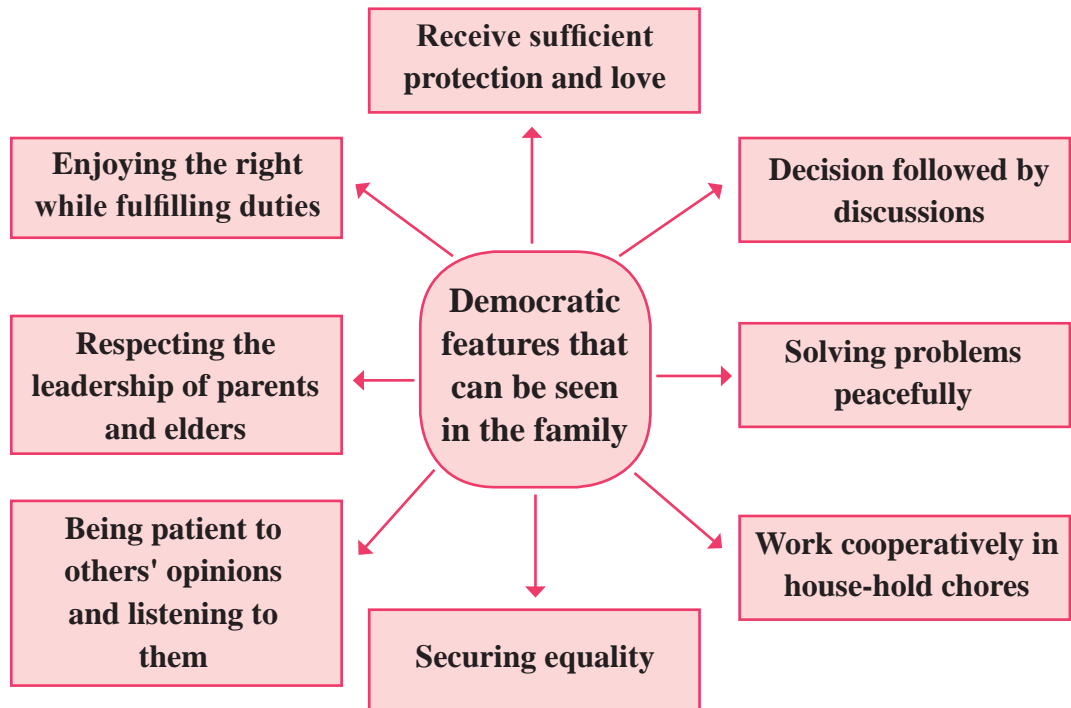 Receive sufficient
protection and love
Enjoying the right
while fulfilling duties
Decision followed by
discussions
Democratic
features that
can be seen
in the family
Respecting the
leadership of parents
and elders
Solving problems
peacefully
Being patient to
others' opinions
and listening to
them
Work cooperatively in
house-hold chores
Securing equality